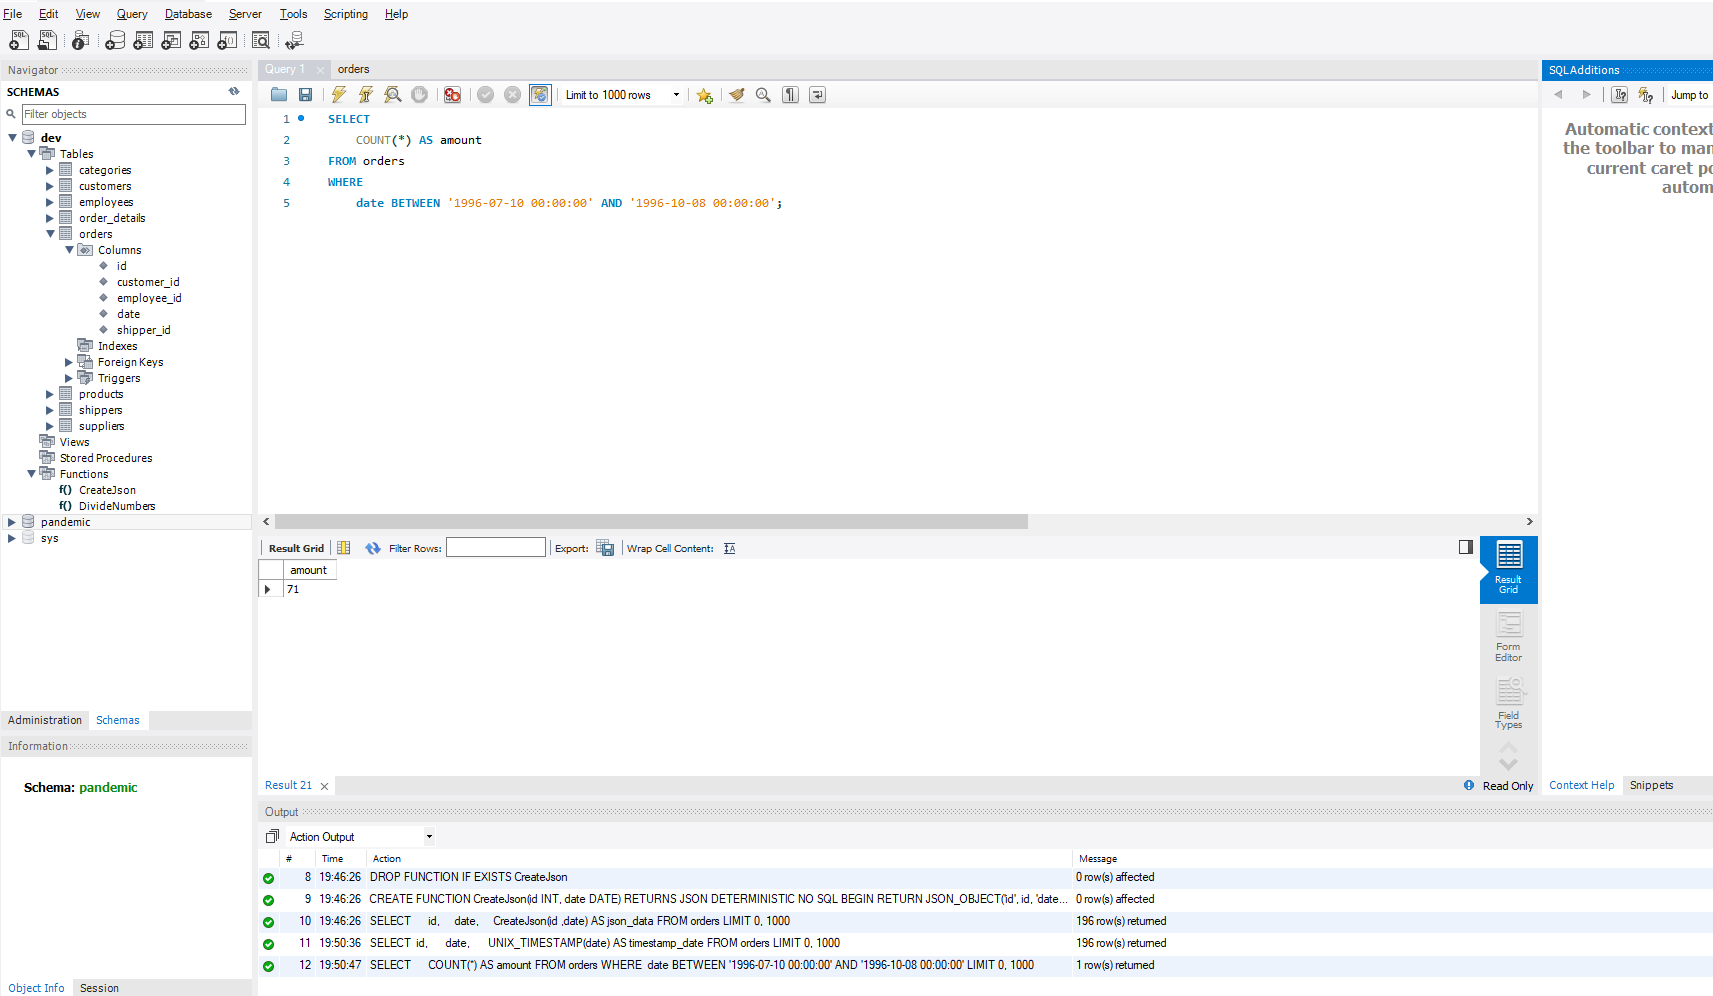 File Edit View Query Database Server Tools Scripting Help
Navigator
SCHEMAS
Filter objects
dev
Tables
categories
customers
employees
order_details
orders
Columns
id
customer_id
employee_id
date
shipper_id
Indexes
Foreign Keys
Triggers
products
shippers
suppliers
Views
Stored Procedures
Functions
f() CreateJson
f() DivideNumbers
pandemic
sys
Administration Schemas
Information
Schema: pandemic
Object Info Session
Query 1 orders
Limit to 1000 rows
1 SELECT
2 COUNT(*) AS amount
3 FROM orders
4 WHERE
5 date BETWEEN '1996-07-10 00:00:00' AND '1996-10-08 00:00:00';
Result Grid Filter Rows: Export: Wrap Cell Content:
amount
71
Result
Grid
Form
Editor
Field
Types
Result 21 Read Only
SQLAdditions
Jump to
Automatic context
the toolbar to man
current caret po
autom
Context Help Snippets
Output
Action Output
# Time Action Message
8 19:46:26 DROP FUNCTION IF EXISTS CreateJson 0 row(s) affected
9 19:46:26 CREATE FUNCTION CreateJson(id INT, date DATE) RETURNS JSON DETERMINISTIC NO SQL BEGIN RETURN JSON_OBJECT('id', id, 'date... 0 row(s) affected
10 19:46:26 SELECT id, date, CreateJson(id ,date) AS json_data FROM orders LIMIT 0, 1000 196 row(s) returned
11 19:50:36 SELECT id, date, UNIX_TIMESTAMP(date) AS timestamp_date FROM orders LIMIT 0, 1000 196 row(s) returned
12 19:50:47 SELECT COUNT(*) AS amount FROM orders WHERE date BETWEEN '1996-07-10 00:00:00' AND '1996-10-08 00:00:00' LIMIT 0, 1000 1 row(s) returned